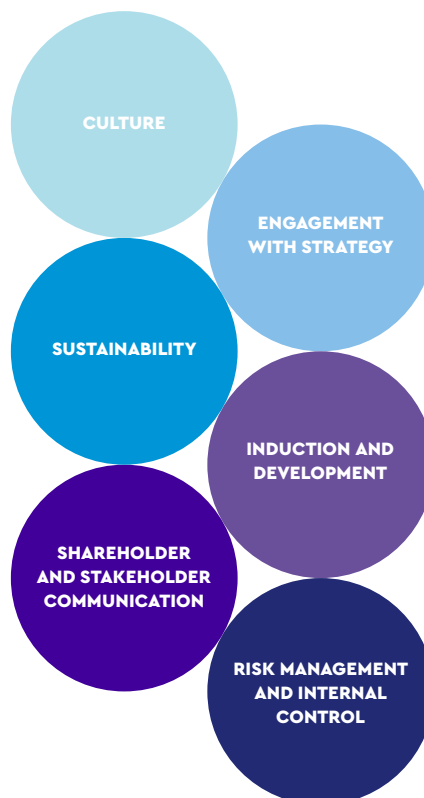 CULTURE
ENGAGEMENT
WITH STRATEGY
SUSTAINABILITY
INDUCTION AND
DEVELOPMENT
SHAREHOLDER
AND STAKEHOLDER
COMMUNICATION
RISK MANAGEMENT
AND INTERNAL
CONTROL